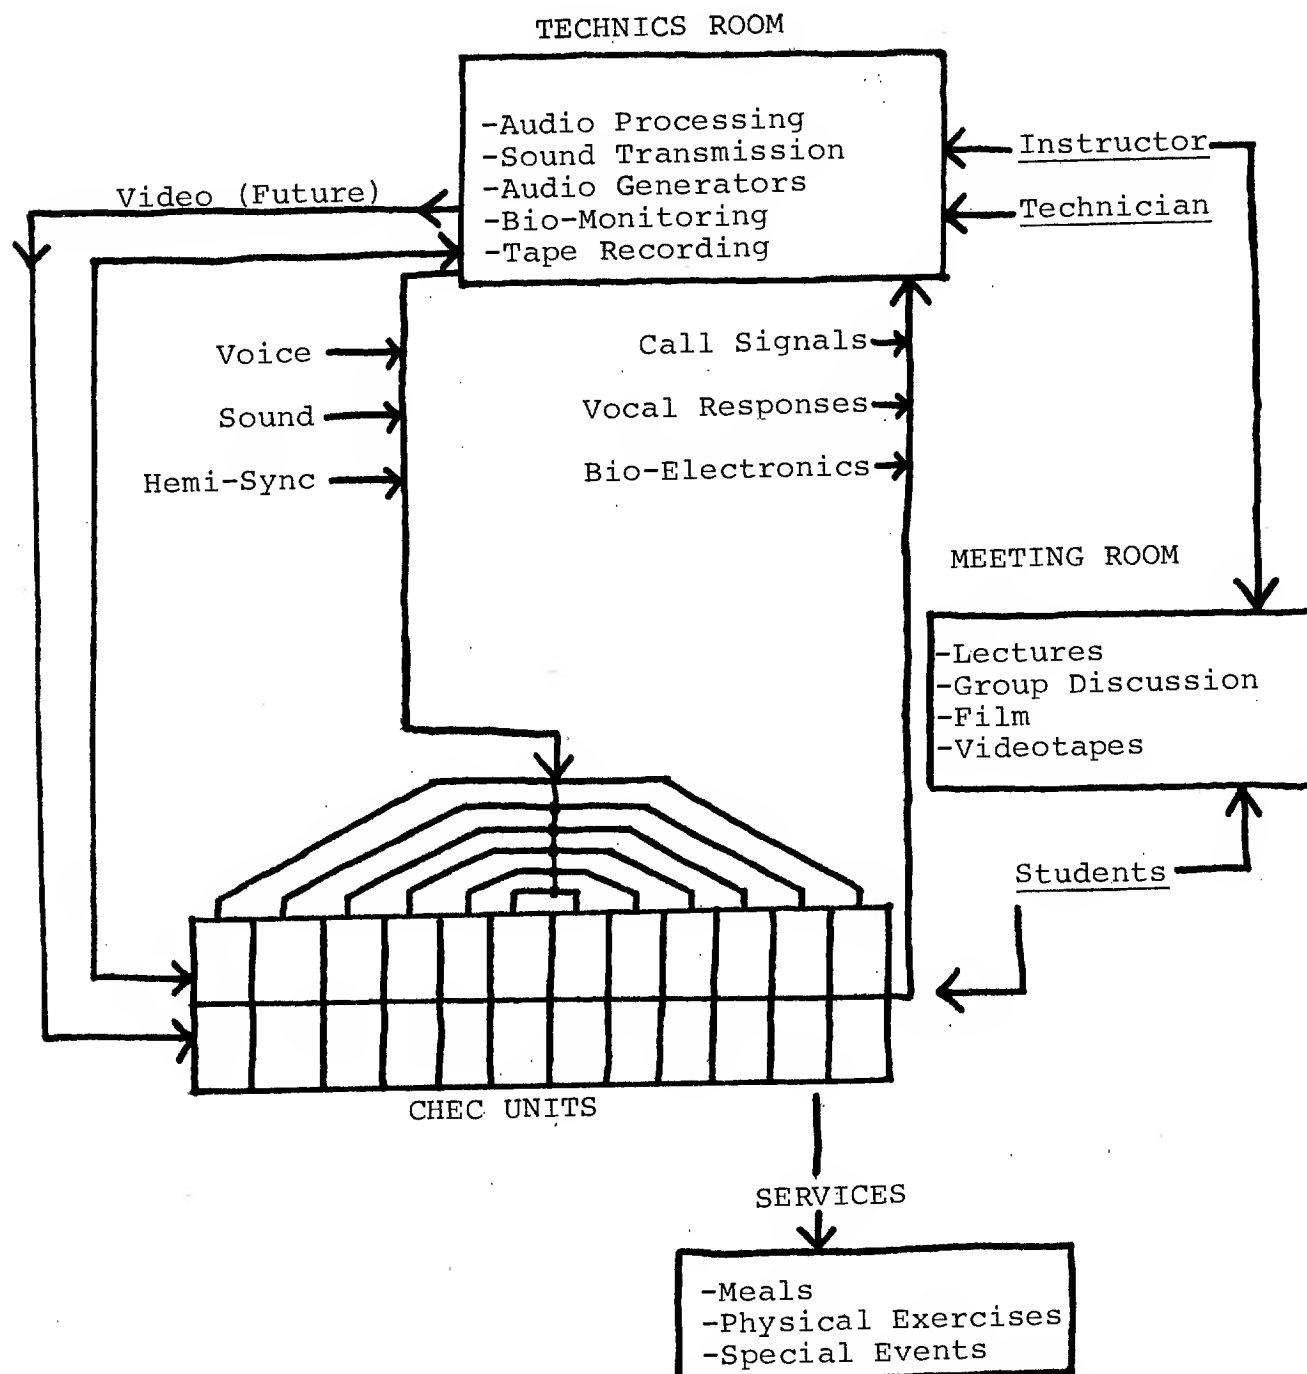 TECHNICS ROOM
-Audio Processing
-Sound Transmission
-Audio Generators
-Bio-Monitoring
-Tape Recording
Instructor
Technician
Video (Future)
Voice
Sound
Hemi-Sync
Call Signals
Vocal Responses
Bio-Electronics
MEETING ROOM
-Lectures
-Group Discussion
-Film
-Videotapes
Students
CHEC UNITS
SERVICES
-Meals
-Physical Exercises
-Special Events